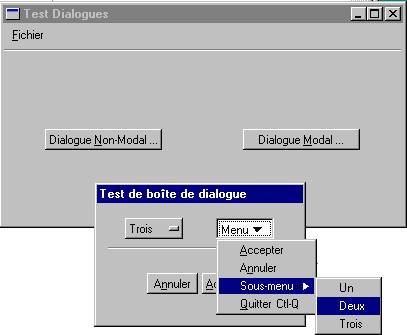 Test Dialogues
Fichier
Dialogue Non-Modal ...
Dialogue Modal ...
Test de boîte de dialogue
Trois
Menu
Accepter
Annuler
Annuler
Sous-menu
Un
Quitter Ctl-Q
Deux
Trois